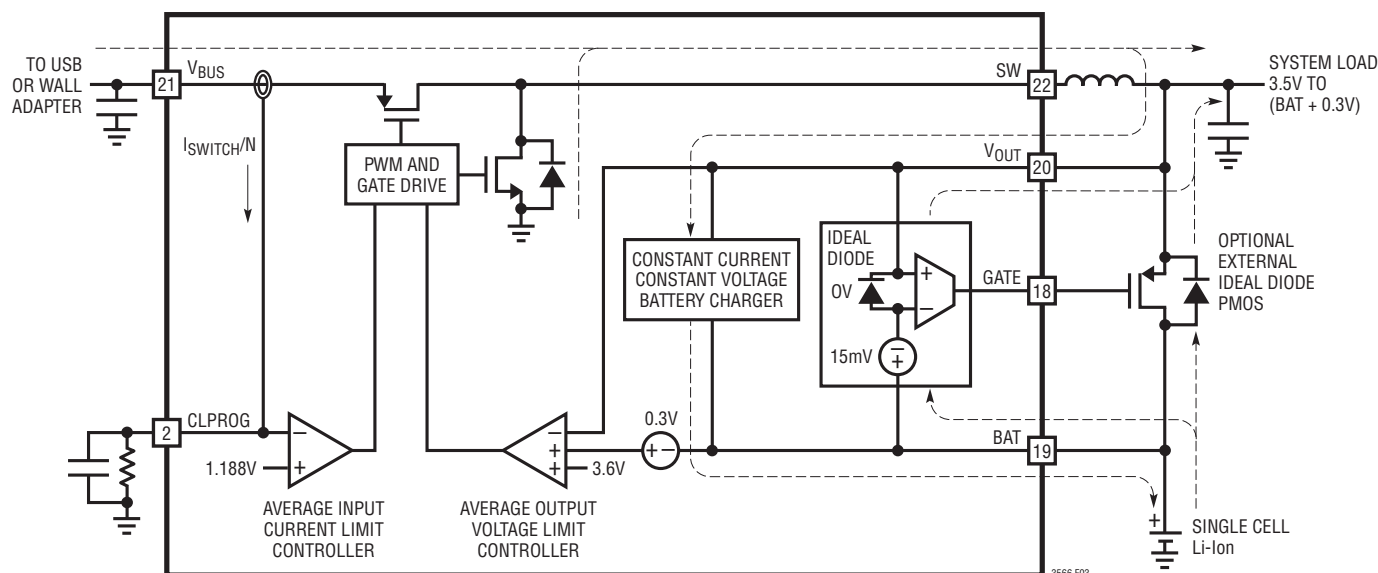 TO USB
OR WALL
ADAPTER
21
VBUS
SW
22
SYSTEM LOAD
3.5V TO
(BAT + 0.3V)
ISWITCH/N
PWM AND
GATE DRIVE
VOUT
20
CONSTANT CURRENT
CONSTANT VOLTAGE
BATTERY CHARGER
IDEAL
DIODE
0V
+
–
15mV
–
+
GATE
18
OPTIONAL
EXTERNAL
IDEAL DIODE
PMOS
2
CLPROG
–
1.188V
+
AVERAGE INPUT
CURRENT LIMIT
CONTROLLER
–
+
+
3.6V
AVERAGE OUTPUT
VOLTAGE LIMIT
CONTROLLER
0.3V
+ –
BAT
19
+
SINGLE CELL
Li-Ion
3566 F03